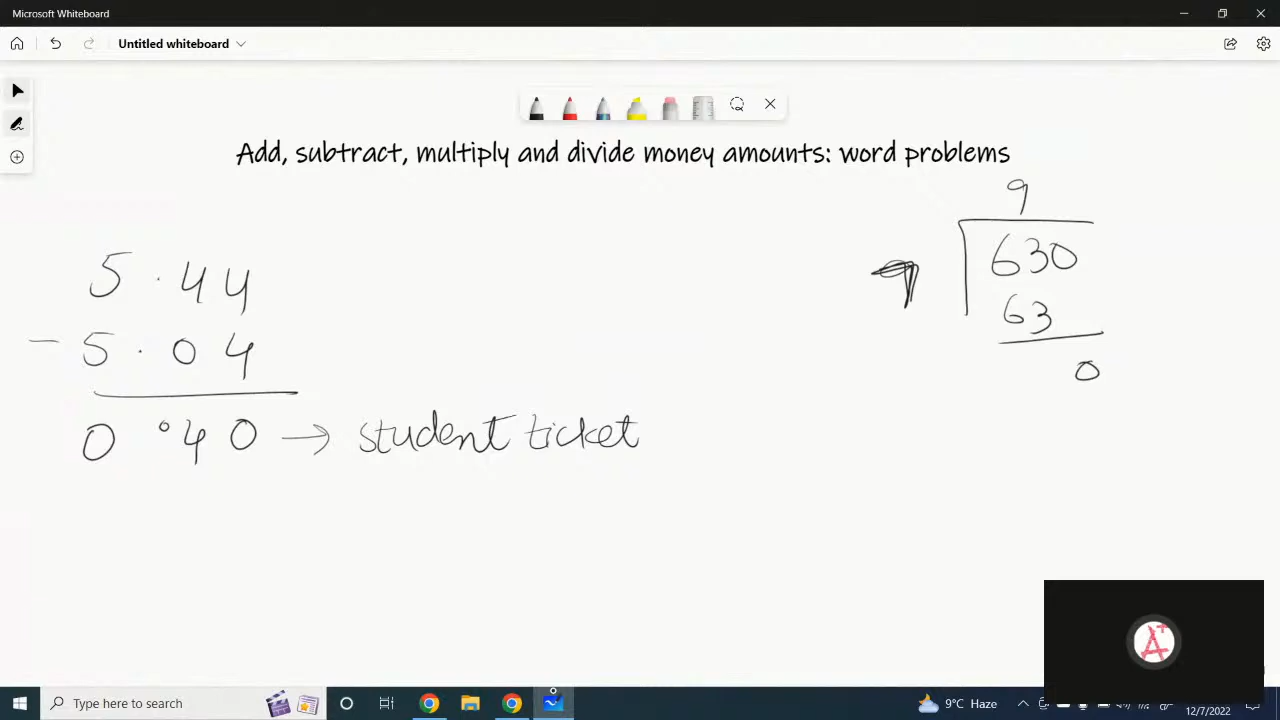 Microsoft Whiteboard
Untitled whiteboard
Add, subtract, multiply and divide money amounts: word problems
9
9 630
63
0
5.44
- 5.04
0.40 → student ticket
A+
Type here to search
9°C Haze
12/7/2022